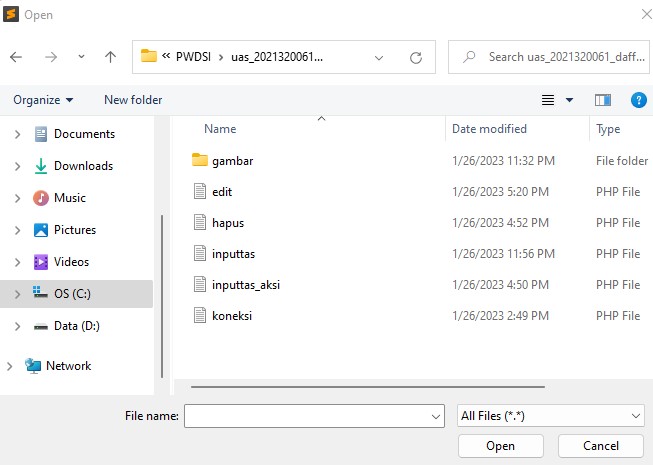 Open
« PWDSI > uas_2021320061...
Search uas_2021320061_daff...
Organize New folder
Name Date modified Type
Documents
Downloads
Music
Pictures
Videos
OS (C:)
Data (D:)
Network
gambar 1/26/2023 11:32 PM File folder
edit 1/26/2023 5:20 PM PHP File
hapus 1/26/2023 4:52 PM PHP File
inputtas 1/26/2023 11:56 PM PHP File
inputtas_aksi 1/26/2023 4:50 PM PHP File
koneksi 1/26/2023 2:49 PM PHP File
File name: All Files (*.*)
Open Cancel